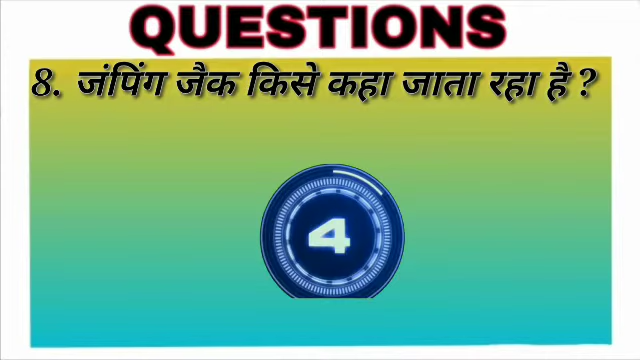 QUESTIONS
8. जंपिंग जैक किसे कहा जाता रहा है ?
4